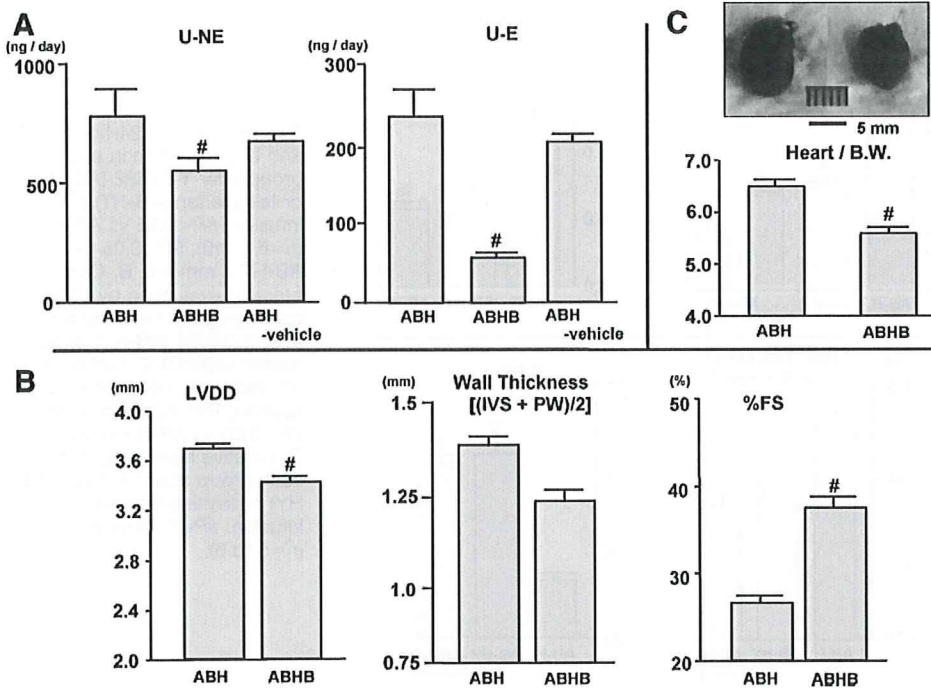 A
U-NE
(ng / day)
1000
500
0
#
ABH
ABHB
ABH
-vehicle
U-E
(ng / day)
300
200
100
0
#
ABH
ABHB
ABH
-vehicle
C
5 mm
Heart / B.W.
7.0
6.0
5.0
4.0
#
ABH
ABHB
B
(mm)
LVDD
4.0
3.6
3.2
2.8
2.4
2.0
#
ABH
ABHB
(mm)
Wall Thickness
[(IVS + PW)/2]
1.5
1.25
1.0
0.75
ABH
ABHB
(%)
%FS
50
40
30
20
#
ABH
ABHB